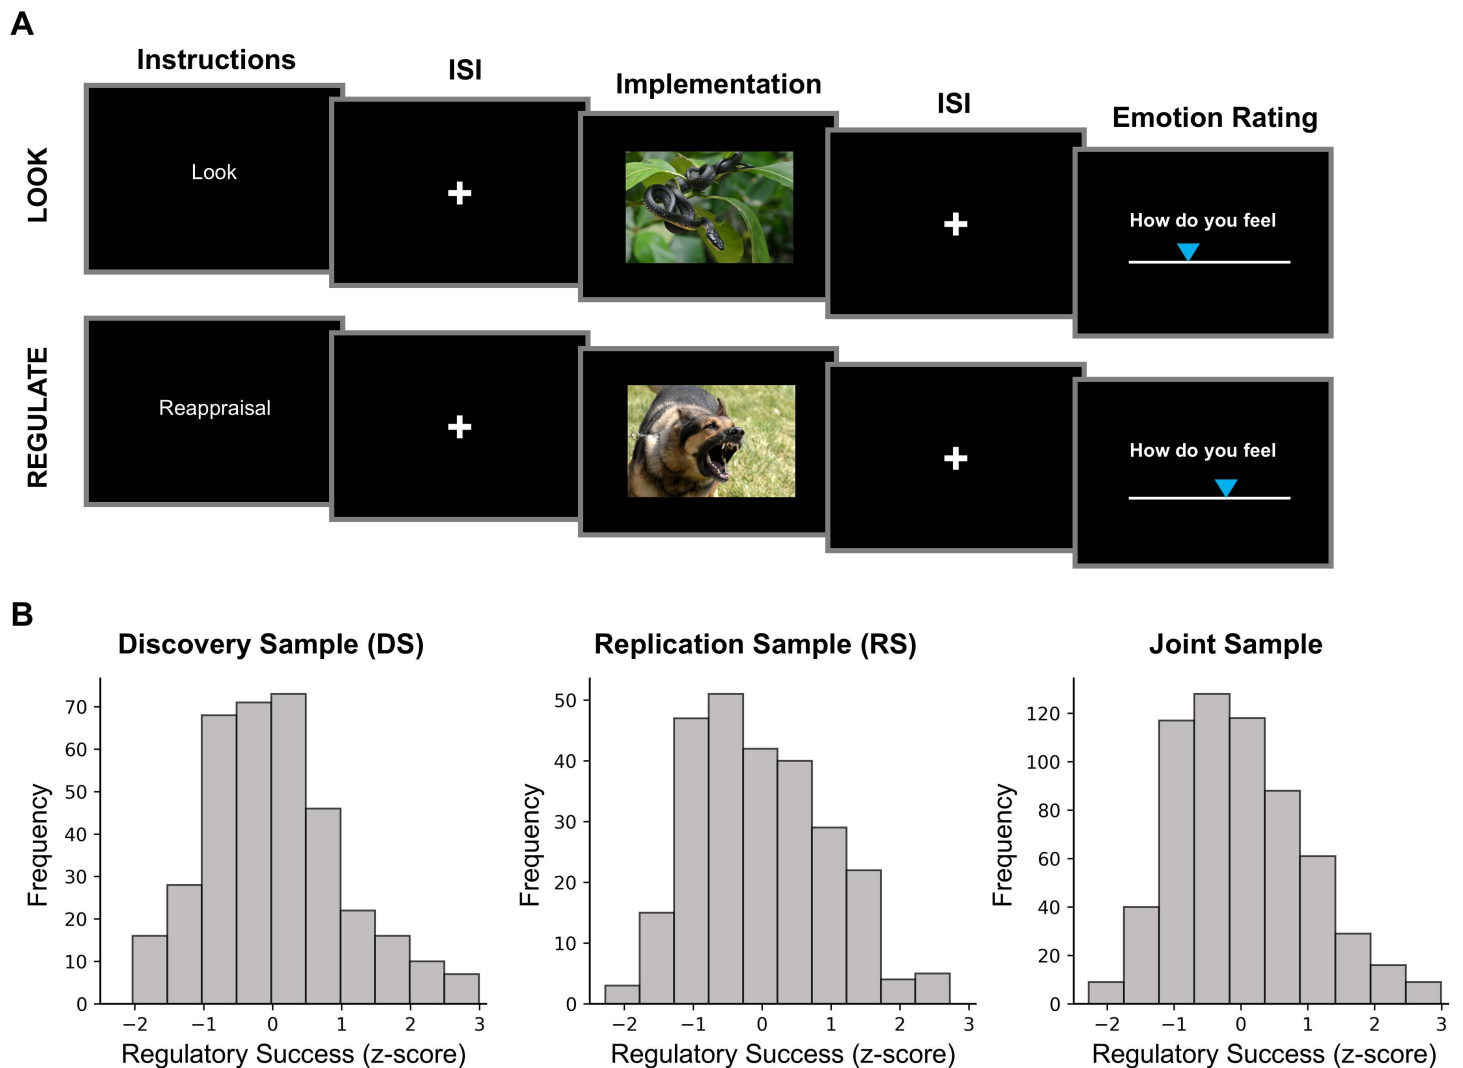 A
Instructions
ISI
Implementation
ISI
Emotion Rating
LOOK
Look
How do you feel
REGULATE
Reappraisal
How do you feel
B
Discovery Sample (DS)
Replication Sample (RS)
Joint Sample
Frequency
70
60
50
40
30
20
10
0
−2 −1 0 1 2 3
Regulatory Success (z-score)
Frequency
50
40
30
20
10
0
−2 −1 0 1 2 3
Regulatory Success (z-score)
Frequency
120
100
80
60
40
20
0
−2 −1 0 1 2 3
Regulatory Success (z-score)